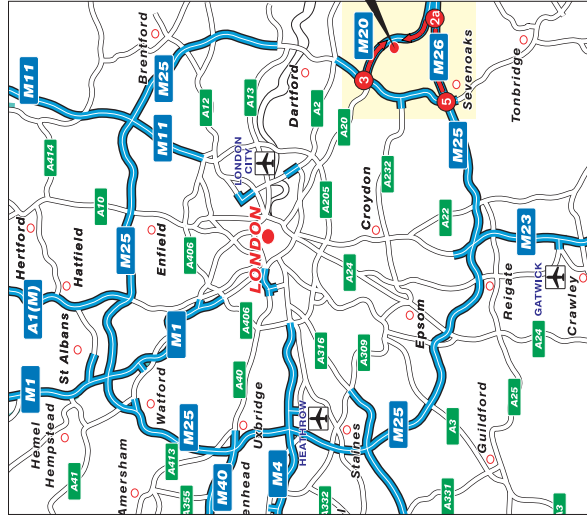 M1
A1(M)
Hertford
M11
Hemel
Hempstead
St Albans
A414
A41
Hatfield
A10
Amersham
M25
Brentford
Watford
Enfield
M11
M25
A413
M1
A355
M25
A406
A12
M40
A40
A406
LONDON
CITY
A13
enhead
Uxbridge
LONDON
M4
Dartford
HEATHROW
A316
A205
A2
A332
l
A24
A20
Staines
A309
Croydon
3
M20
M25
A232
A331
A3
Epsom
A22
5
M26
2a
M25
Sevenoaks
Guildford
A25
Reigate
M23
Tonbridge
A24
GATWICK
A3
Crawley